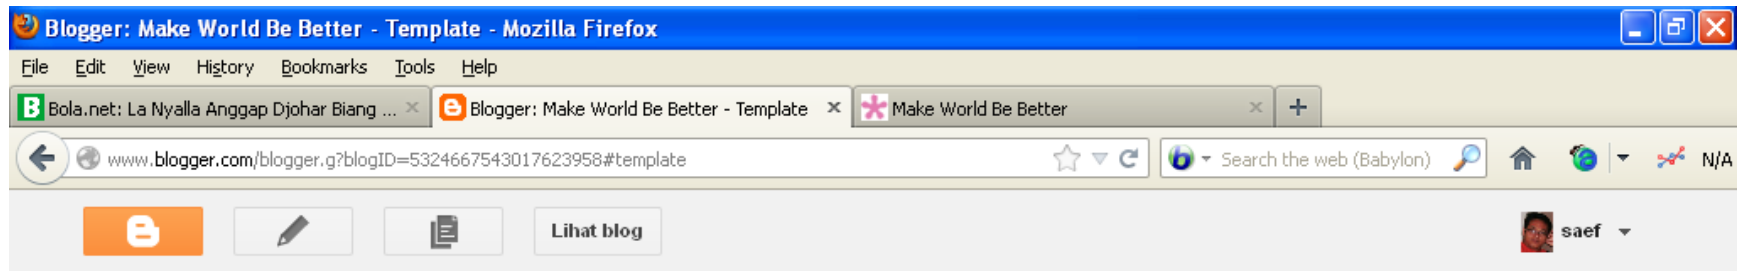 Blogger: Make World Be Better - Template - Mozilla Firefox
File Edit View History Bookmarks Tools Help
Bola.net: La Nyalla Anggap Djohar Biang ... Blogger: Make World Be Better - Template Make World Be Better
www.blogger.com/blogger.g?blogID=5324667543017623958#template Search the web (Babylon) N/A
Lihat blog saef